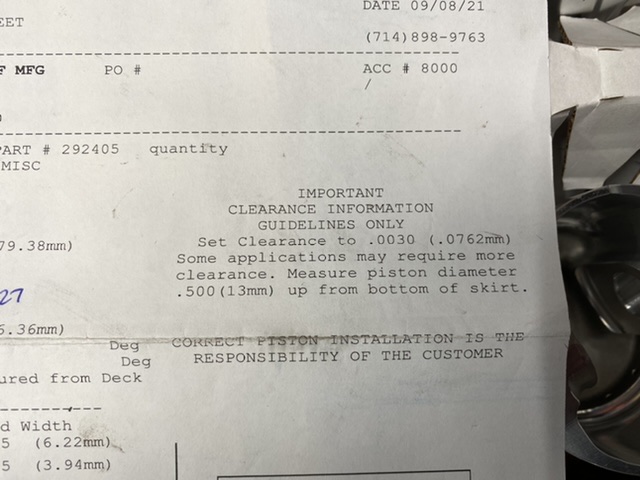 DATE 09/08/21
EET
(714)898-9763
F MFG PO # ACC # 8000
/
PART # 292405 quantity
MISC
IMPORTANT
CLEARANCE INFORMATION
GUIDELINES ONLY
79.38mm) Set Clearance to .0030 (.0762mm)
Some applications may require more
clearance. Measure piston diameter
27 .500(13mm) up from bottom of skirt.
6.36mm)
Deg CORRECT PISTON INSTALLATION IS THE
Deg RESPONSIBILITY OF THE CUSTOMER
ured from Deck
d Width
5 (6.22mm)
5 (3.94mm)